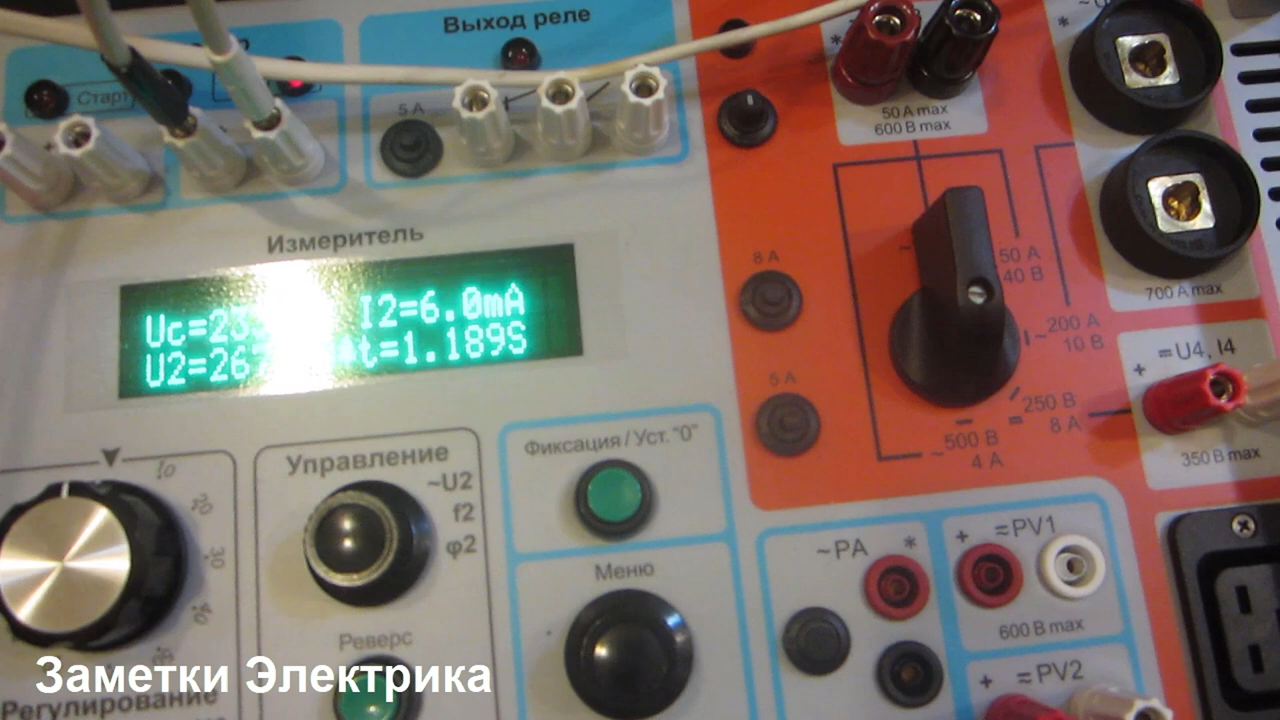 Выход реле
5 А
50 А max
600 В max
Измеритель
I2=6.0mA
t=1.189S
8 А
50 А
40 В
700 А max
~200 А
10 В
=U4, I4
+
5 А
=250 В
8 А
~500 В
4 А
350 В max
Управление
~U2
f2
φ2
Фиксация / Уст. "0"
10
20
30
40
Меню
Реверс
~PA *
+ =PV1
600 В max
+ =PV2
Регулирование
Заметки Электрика